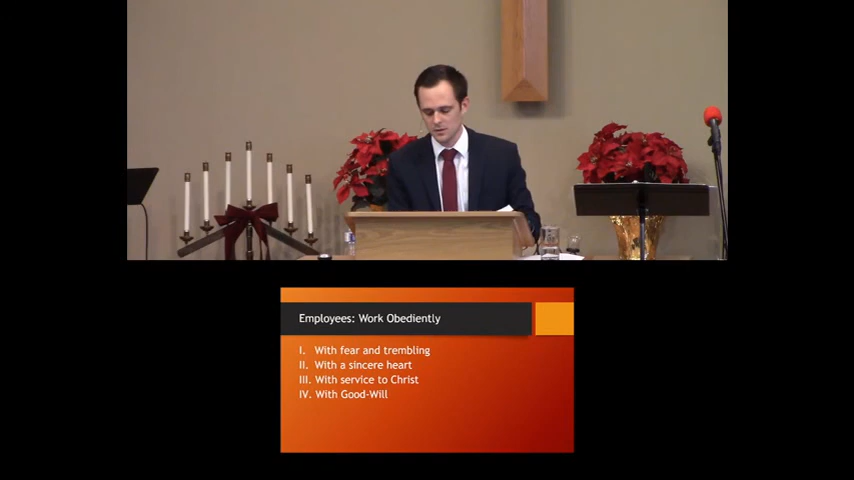 Employees: Work Obediently
I. With fear and trembling
II. With a sincere heart
III. With service to Christ
IV. With Good-Will